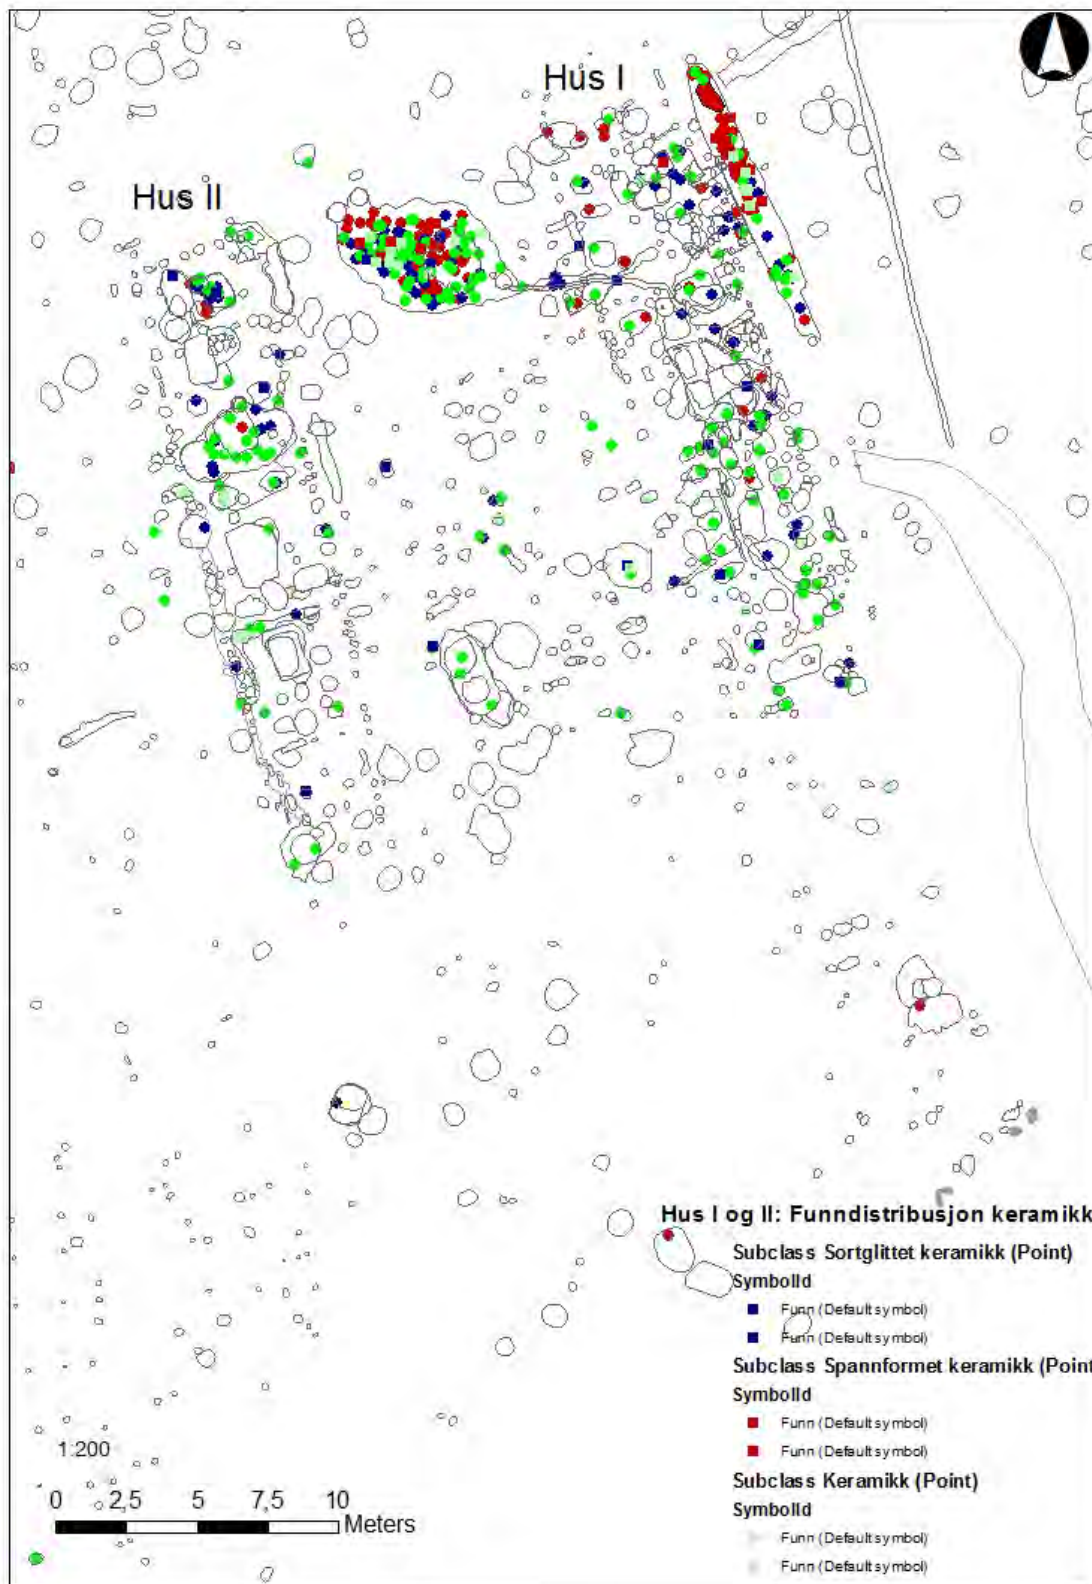 Hus I
Hus II
Hus I og II: Funndistribusjon keramikk
Subclass Sortglittet keramikk (Point)
SymbolId
Funn (Default symbol)
Funn (Default symbol)
Subclass Spannformet keramikk (Point
SymbolId
Funn (Default symbol)
Funn (Default symbol)
Subclass Keramikk (Point)
SymbolId
Funn (Default symbol)
Funn (Default symbol)
1:200
0 2,5 5 7,5 10
Meters